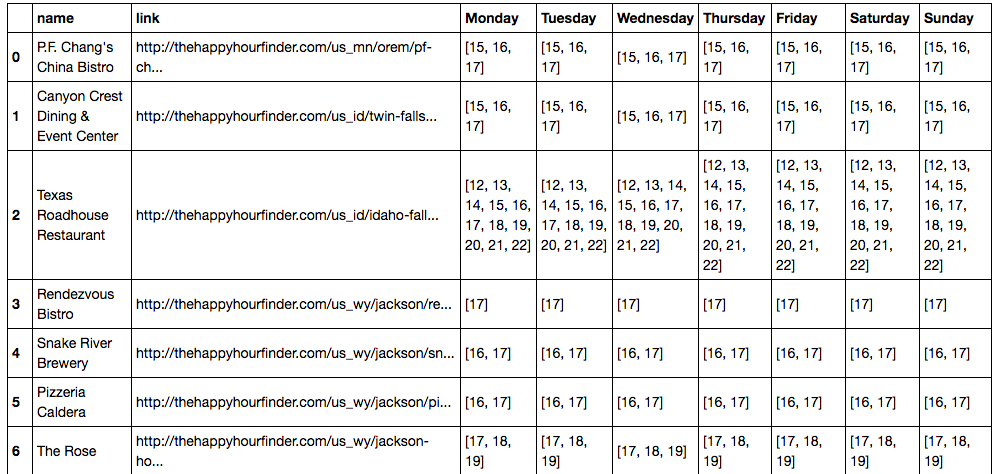 name link Monday Tuesday Wednesday Thursday Friday Saturday Sunday
0 P.F. Chang's China Bistro http://thehappyhourfinder.com/us_mn/orem/pf-ch... [15, 16, 17] [15, 16, 17] [15, 16, 17] [15, 16, 17] [15, 16, 17] [15, 16, 17] [15, 16, 17]
1 Canyon Crest Dining & Event Center http://thehappyhourfinder.com/us_id/twin-falls... [15, 16, 17] [15, 16, 17] [15, 16, 17] [15, 16, 17] [15, 16, 17] [15, 16, 17] [15, 16, 17]
2 Texas Roadhouse Restaurant http://thehappyhourfinder.com/us_id/idaho-fall... [12, 13, 14, 15, 16, 17, 18, 19, 20, 21, 22] [12, 13, 14, 15, 16, 17, 18, 19, 20, 21, 22] [12, 13, 14, 15, 16, 17, 18, 19, 20, 21, 22] [12, 13, 14, 15, 16, 17, 18, 19, 20, 21, 22] [12, 13, 14, 15, 16, 17, 18, 19, 20, 21, 22] [12, 13, 14, 15, 16, 17, 18, 19, 20, 21, 22] [12, 13, 14, 15, 16, 17, 18, 19, 20, 21, 22]
3 Rendezvous Bistro http://thehappyhourfinder.com/us_wy/jackson/re... [17] [17] [17] [17] [17] [17] [17]
4 Snake River Brewery http://thehappyhourfinder.com/us_wy/jackson/sn... [16, 17] [16, 17] [16, 17] [16, 17] [16, 17] [16, 17] [16, 17]
5 Pizzeria Caldera http://thehappyhourfinder.com/us_wy/jackson/pi... [16, 17] [16, 17] [16, 17] [16, 17] [16, 17] [16, 17] [16, 17]
6 The Rose http://thehappyhourfinder.com/us_wy/jackson-ho... [17, 18, 19] [17, 18, 19] [17, 18, 19] [17, 18, 19] [17, 18, 19] [17, 18, 19] [17, 18, 19]